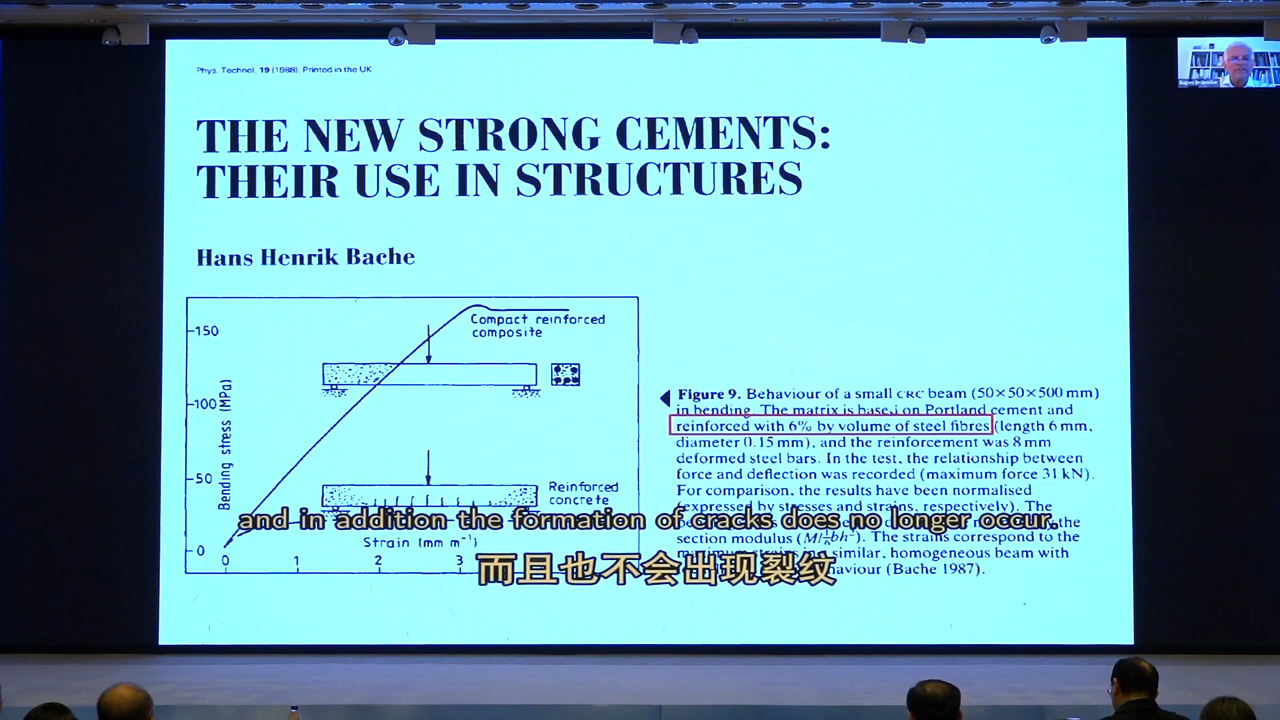 Phys. Technol. 19 (1988). Printed in the UK
THE NEW STRONG CEMENTS:
THEIR USE IN STRUCTURES
Hans Henrik Bache
150
100
50
0
Bending stress (MPa)
Compact reinforced
composite
Reinforced
concrete
Strain (mm m⁻¹)
0
1
2
3
Figure 9. Behaviour of a small CRC beam (50×50×500 mm)
in bending. The matrix is based on Portland cement and
reinforced with 6% by volume of steel fibres (length 6 mm,
diameter 0.15 mm), and the reinforcement was 8 mm
deformed steel bars. In the test, the relationship between
force and deflection was recorded (maximum force 31 kN).
For comparison, the results have been normalised
(expressed by stresses and strains, respectively). The
the
section modulus (M/⅙bh²). The strains correspond to the
similar, homogeneous beam with
(Bache 1987).
and in addition the formation of cracks does no longer occur.
而且也不会出现裂纹